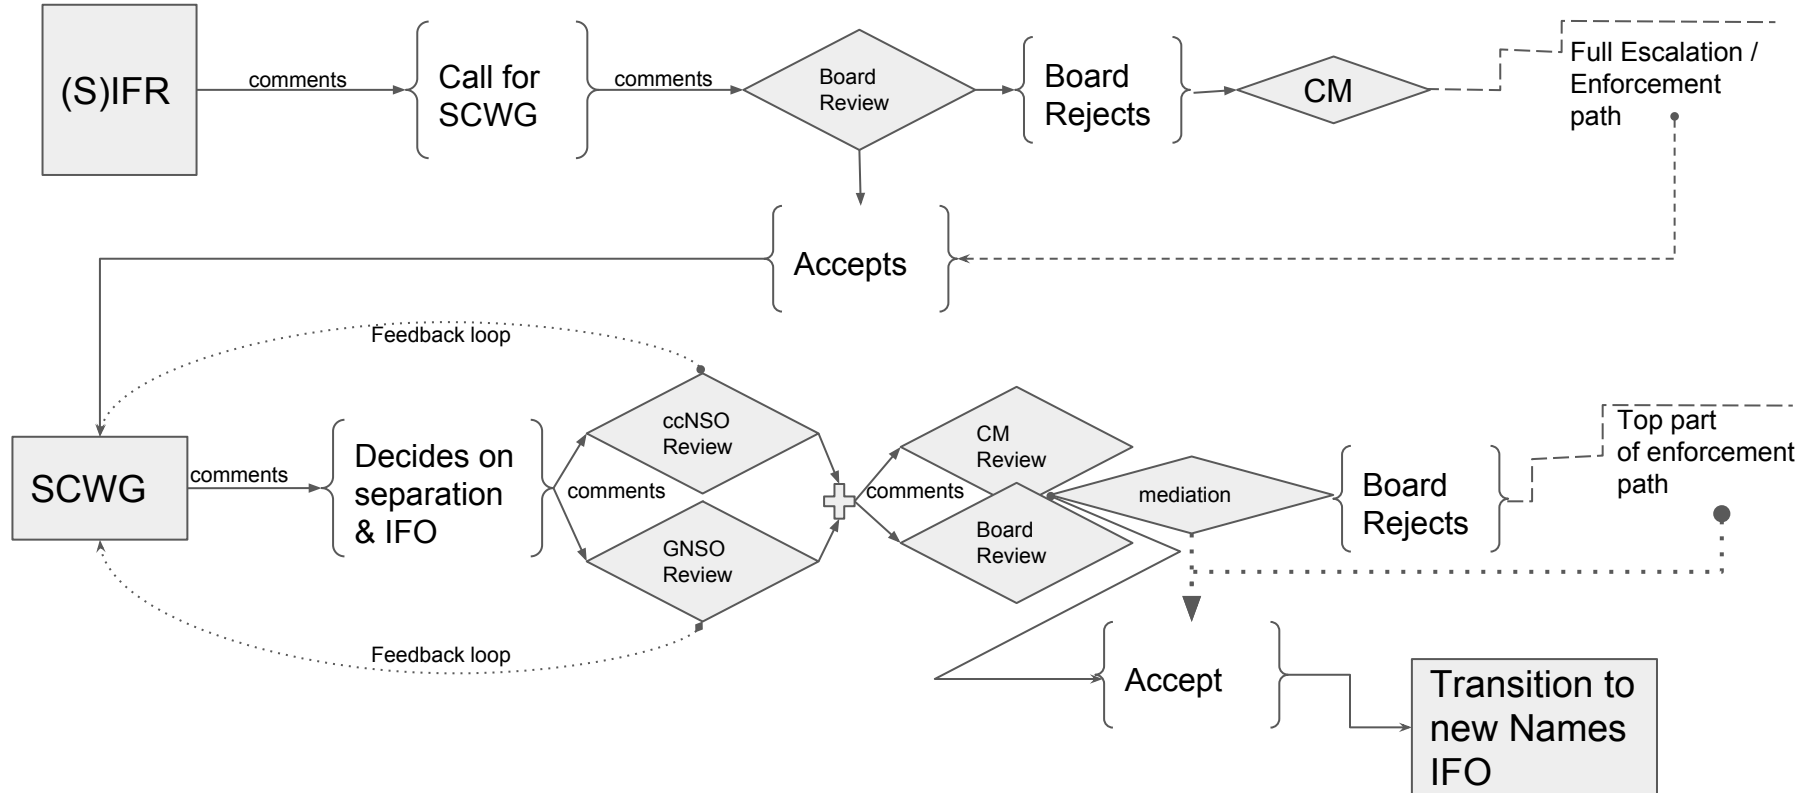 (S)IFR
comments
Call for
SCWG
comments
Board
Review
Board
Rejects
CM
Full Escalation /
Enforcement
path
Accepts
Feedback loop
SCWG
comments
Decides on
separation
& IFO
ccNSO
Review
comments
GNSO
Review
comments
CM
Review
Board
Review
mediation
Board
Rejects
Top part
of enforcement
path
Feedback loop
Accept
Transition to
new Names
IFO